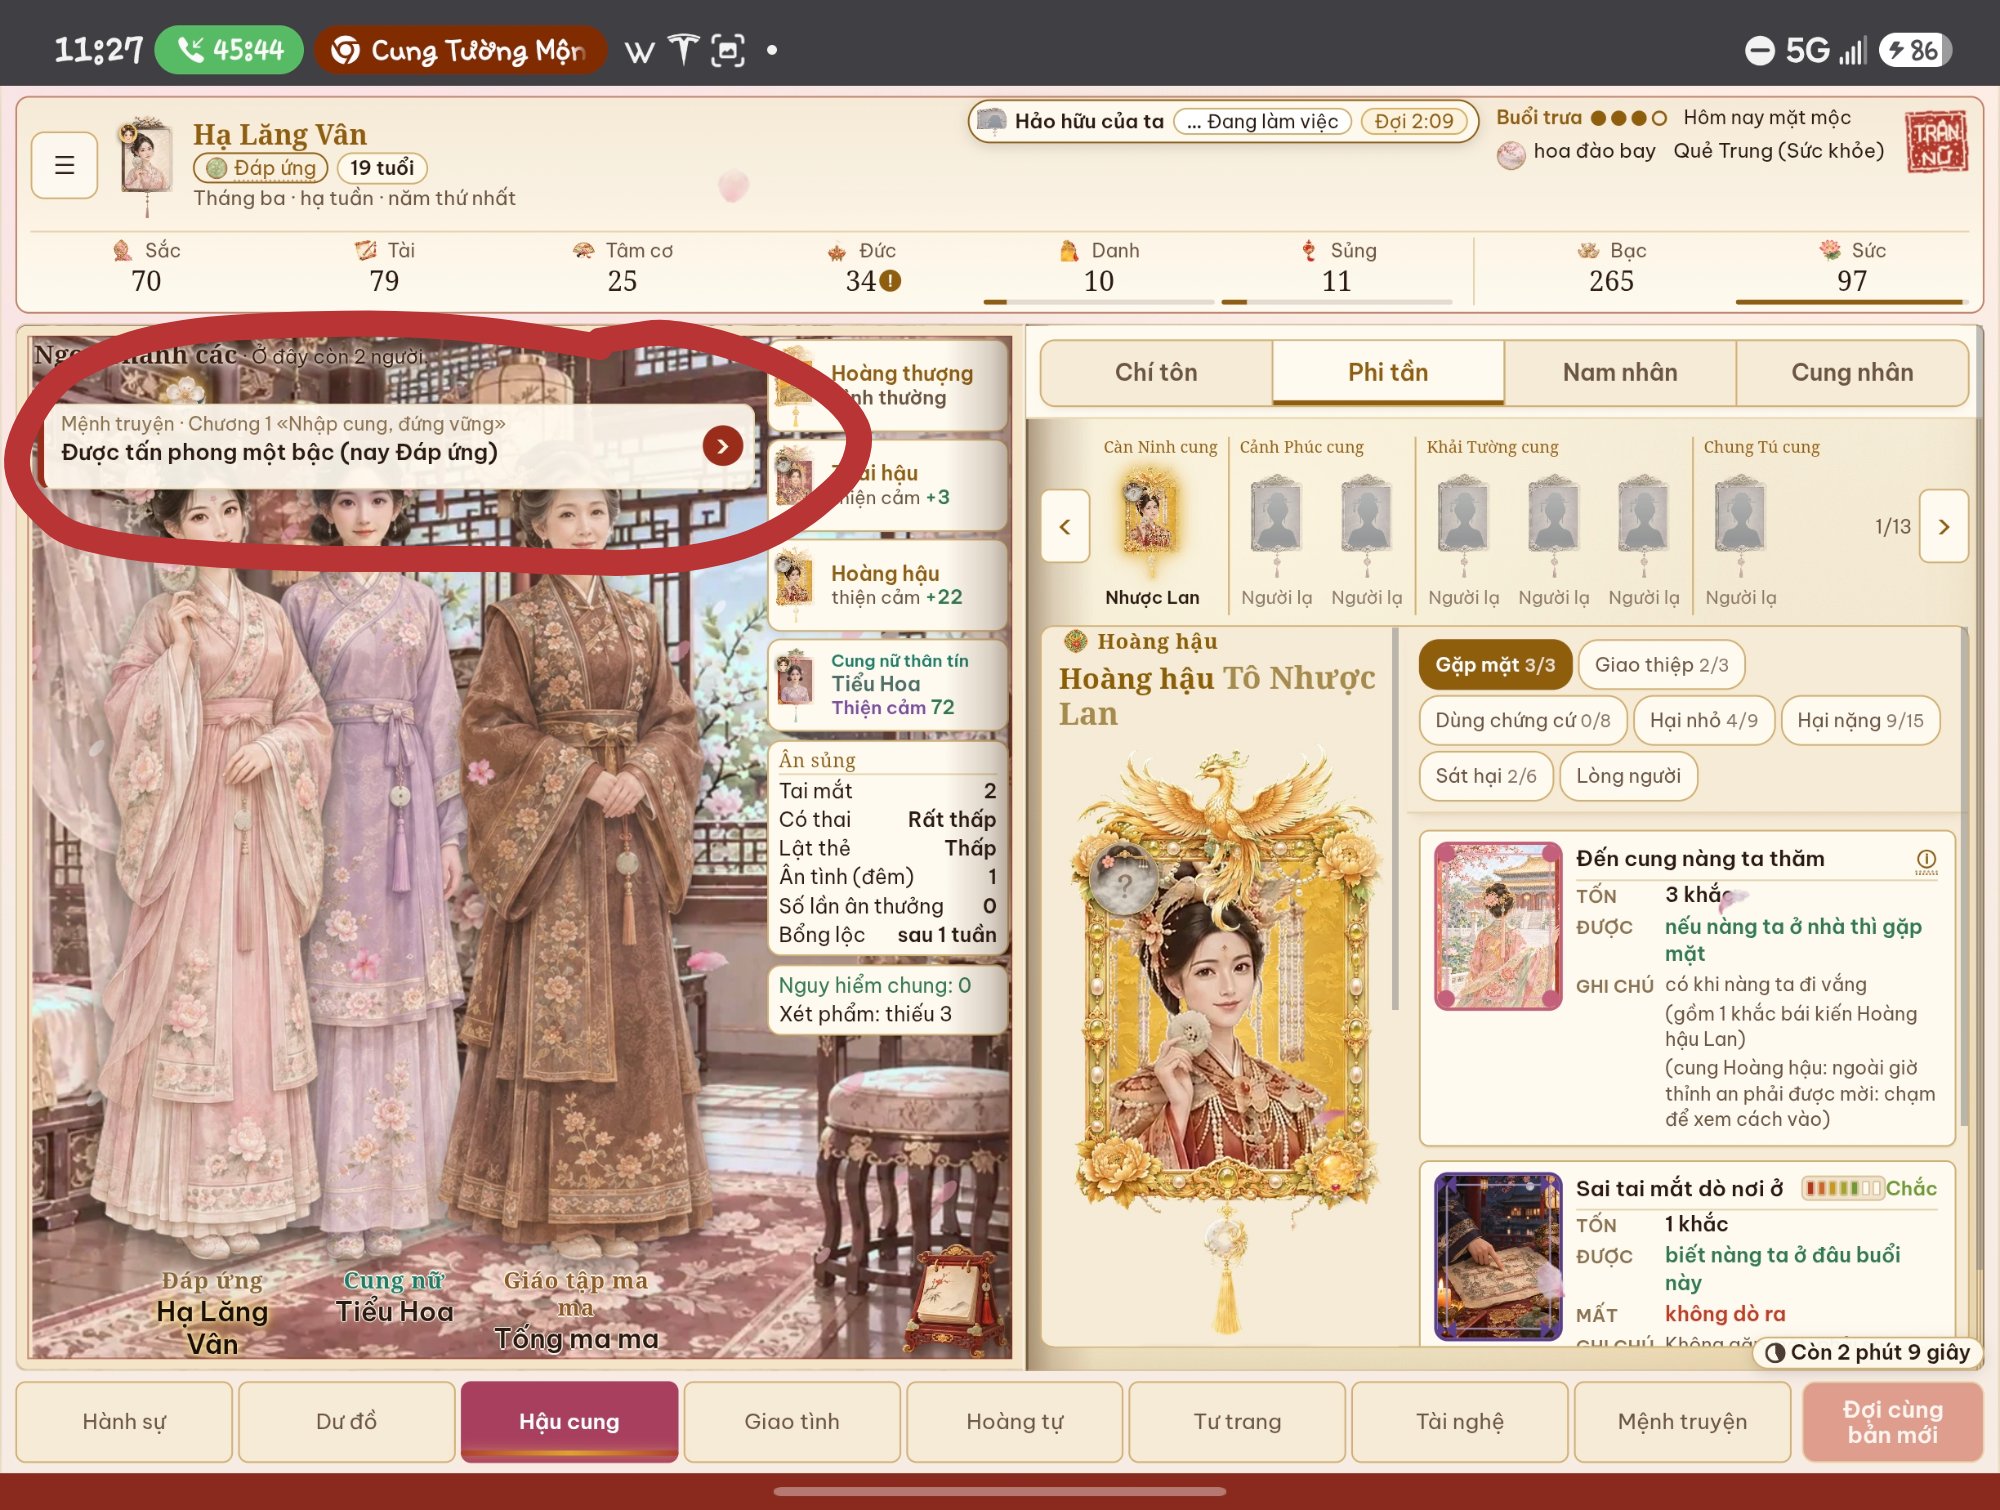 11:27
45:44
Cung Tường Mộn
5G
86
Hạ Lăng Vân
Đáp ứng
19 tuổi
Tháng ba · hạ tuần · năm thứ nhất
Hảo hữu của ta
... Đang làm việc
Đợi 2:09
Buổi trưa
Hôm nay mặt mộc
hoa đào bay
Quẻ Trung (Sức khỏe)
TRÂN NỮ
Sắc
70
Tài
79
Tâm cơ
25
Đức
34
Danh
10
Sủng
11
Bạc
265
Sức
97
các · Ở đây còn 2 người.
Mệnh truyện · Chương 1 «Nhập cung, đứng vững»
Được tấn phong một bậc (nay Đáp ứng)
Hoàng thượng
thường
hậu
cảm +3
Hoàng hậu
thiện cảm +22
Cung nữ thân tín
Tiểu Hoa
Thiện cảm 72
Ân sủng
Tai mắt 2
Có thai Rất thấp
Lật thẻ Thấp
Ân tình (đêm) 1
Số lần ân thưởng 0
Bổng lộc sau 1 tuần
Nguy hiểm chung: 0
Xét phẩm: thiếu 3
Đáp ứng
Hạ Lăng
Vân
Cung nữ
Tiểu Hoa
Giáo tập ma
ma
Tống ma ma
Chí tôn
Phi tần
Nam nhân
Cung nhân
Càn Ninh cung
Cảnh Phúc cung
Khải Tường cung
Chung Tú cung
1/13
Nhược Lan
Người lạ
Người lạ
Người lạ
Người lạ
Người lạ
Người lạ
Hoàng hậu
Hoàng hậu Tô Nhược
Lan
?
Gặp mặt 3/3
Giao thiệp 2/3
Dùng chứng cứ 0/8
Hại nhỏ 4/9
Hại nặng 9/15
Sát hại 2/6
Lòng người
Đến cung nàng ta thăm
TỐN 3 khắc
ĐƯỢC nếu nàng ta ở nhà thì gặp
mặt
GHI CHÚ có khi nàng ta đi vắng
(gồm 1 khắc bái kiến Hoàng
hậu Lan)
(cung Hoàng hậu: ngoài giờ
thỉnh an phải được mời: chạm
để xem cách vào)
Sai tai mắt dò nơi ở
Chắc
TỐN 1 khắc
ĐƯỢC biết nàng ta ở đâu buổi
này
MẤT không dò ra
GHI CHÚ Không
Còn 2 phút 9 giây
Hành sự
Dư đồ
Hậu cung
Giao tình
Hoàng tự
Tư trang
Tài nghệ
Mệnh truyện
Đợi cùng
bản mới